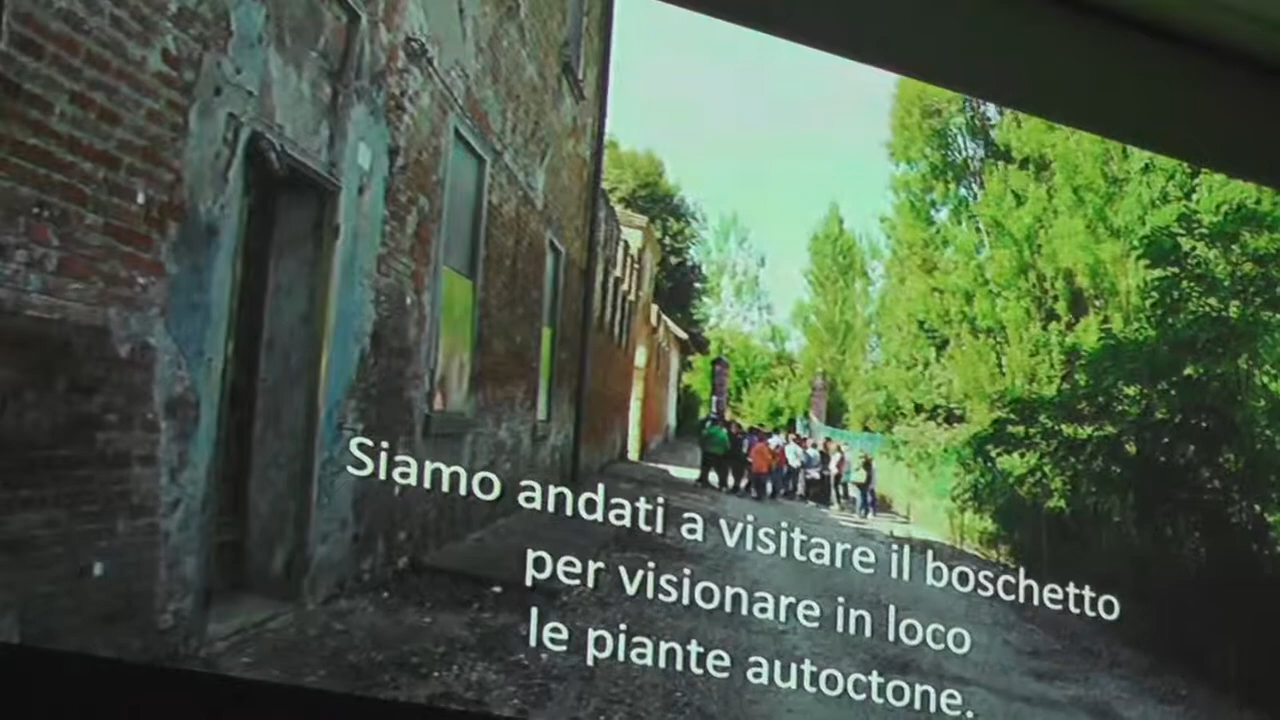 Siamo andati a visitare il boschetto
per visionare in loco
le piante autoctone.